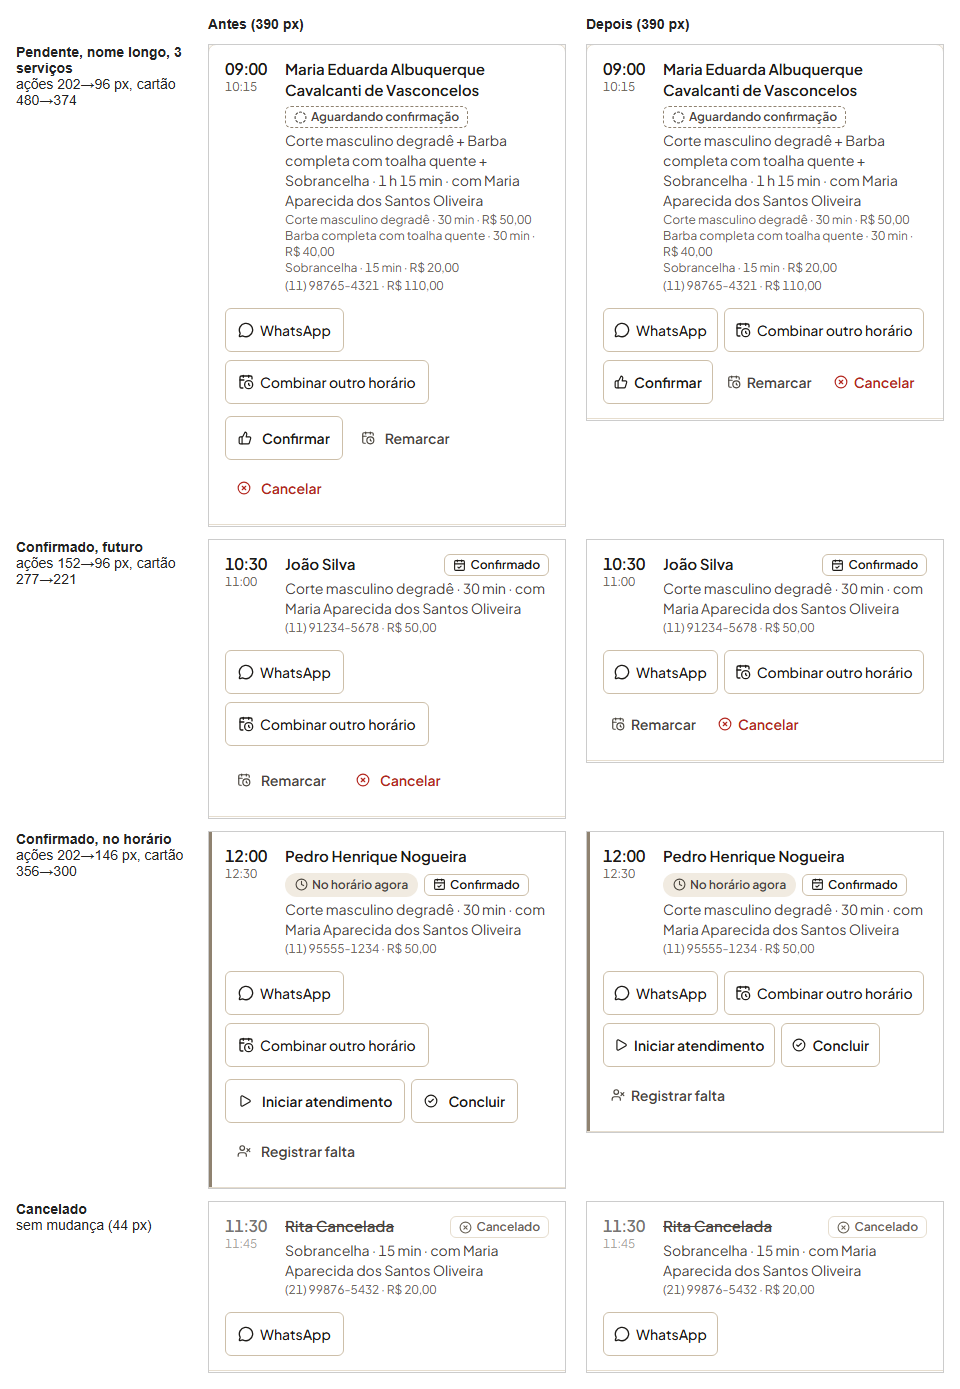 Antes (390 px)
Depois (390 px)
Pendente, nome longo, 3
serviços
ações 202→96 px, cartão
480→374
09:00
10:15
Maria Eduarda Albuquerque
Cavalcanti de Vasconcelos
Aguardando confirmação
Corte masculino degradê + Barba
completa com toalha quente +
Sobrancelha · 1 h 15 min · com Maria
Aparecida dos Santos Oliveira
Corte masculino degradê · 30 min · R$ 50,00
Barba completa com toalha quente · 30 min ·
R$ 40,00
Sobrancelha · 15 min · R$ 20,00
(11) 98765-4321 · R$ 110,00
WhatsApp
Combinar outro horário
Confirmar
Remarcar
Cancelar
09:00
10:15
Maria Eduarda Albuquerque
Cavalcanti de Vasconcelos
Aguardando confirmação
Corte masculino degradê + Barba
completa com toalha quente +
Sobrancelha · 1 h 15 min · com Maria
Aparecida dos Santos Oliveira
Corte masculino degradê · 30 min · R$ 50,00
Barba completa com toalha quente · 30 min ·
R$ 40,00
Sobrancelha · 15 min · R$ 20,00
(11) 98765-4321 · R$ 110,00
WhatsApp
Combinar outro horário
Confirmar
Remarcar
Cancelar
Confirmado, futuro
ações 152→96 px, cartão
277→221
10:30
11:00
João Silva
Confirmado
Corte masculino degradê · 30 min · com
Maria Aparecida dos Santos Oliveira
(11) 91234-5678 · R$ 50,00
WhatsApp
Combinar outro horário
Remarcar
Cancelar
10:30
11:00
João Silva
Confirmado
Corte masculino degradê · 30 min · com
Maria Aparecida dos Santos Oliveira
(11) 91234-5678 · R$ 50,00
WhatsApp
Combinar outro horário
Remarcar
Cancelar
Confirmado, no horário
ações 202→146 px, cartão
356→300
12:00
12:30
Pedro Henrique Nogueira
No horário agora
Confirmado
Corte masculino degradê · 30 min · com
Maria Aparecida dos Santos Oliveira
(11) 95555-1234 · R$ 50,00
WhatsApp
Combinar outro horário
Iniciar atendimento
Concluir
Registrar falta
12:00
12:30
Pedro Henrique Nogueira
No horário agora
Confirmado
Corte masculino degradê · 30 min · com
Maria Aparecida dos Santos Oliveira
(11) 95555-1234 · R$ 50,00
WhatsApp
Combinar outro horário
Iniciar atendimento
Concluir
Registrar falta
Cancelado
sem mudança (44 px)
11:30
11:45
Rita Cancelada
Cancelado
Sobrancelha · 15 min · com Maria
Aparecida dos Santos Oliveira
(21) 99876-5432 · R$ 20,00
WhatsApp
11:30
11:45
Rita Cancelada
Cancelado
Sobrancelha · 15 min · com Maria
Aparecida dos Santos Oliveira
(21) 99876-5432 · R$ 20,00
WhatsApp